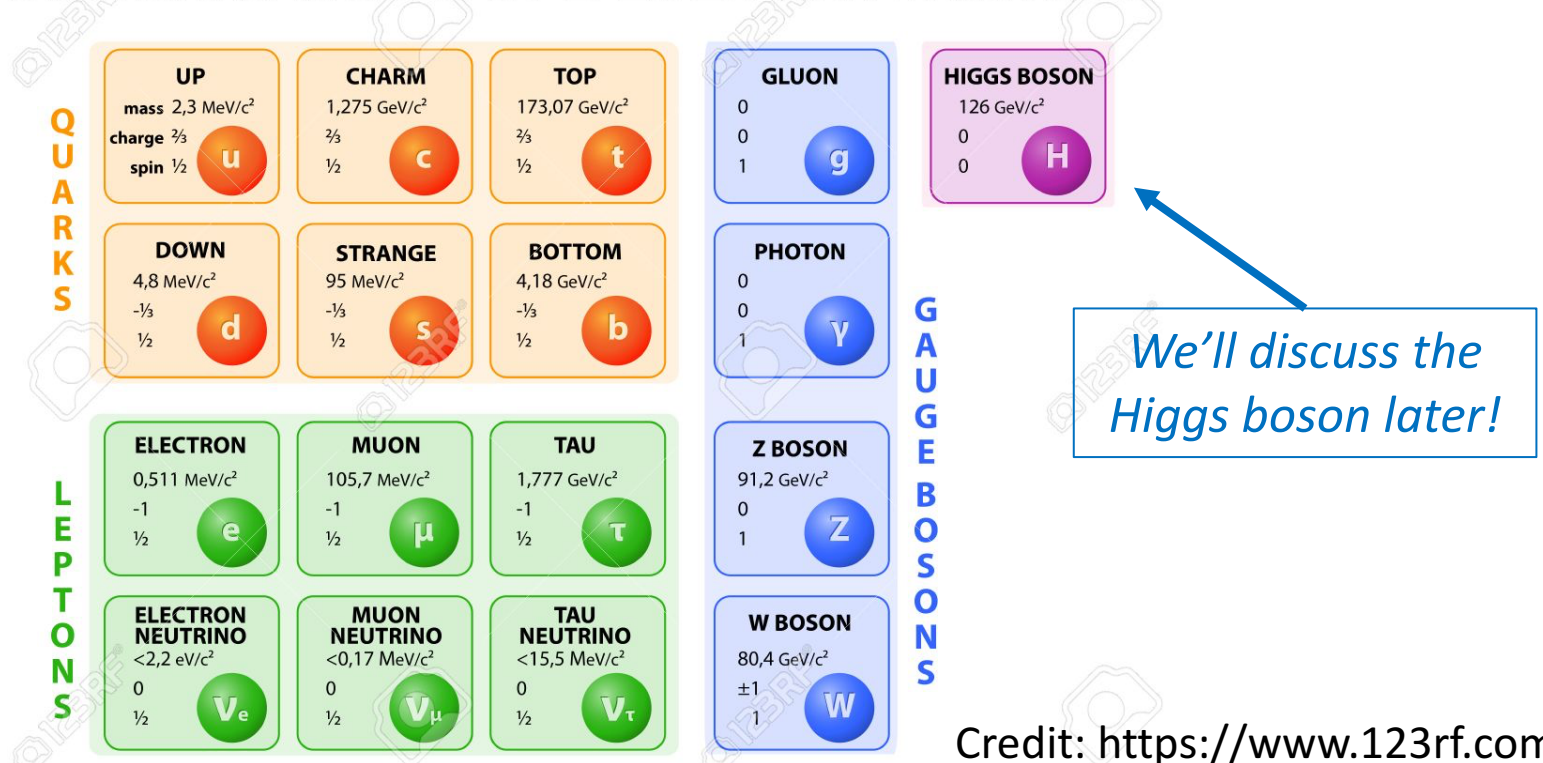 QUARKS
UP
mass 2,3 MeV/c²
charge ⅔
spin ½
u
CHARM
1,275 GeV/c²
⅔
½
c
TOP
173,07 GeV/c²
⅔
½
t
DOWN
4,8 MeV/c²
-⅓
½
d
STRANGE
95 MeV/c²
-⅓
½
s
BOTTOM
4,18 GeV/c²
-⅓
½
b
LEPTONS
ELECTRON
0,511 MeV/c²
-1
½
e
MUON
105,7 MeV/c²
-1
½
μ
TAU
1,777 GeV/c²
-1
½
τ
ELECTRON
NEUTRINO
<2,2 eV/c²
0
½
νe
MUON
NEUTRINO
<0,17 MeV/c²
0
½
νμ
TAU
NEUTRINO
<15,5 MeV/c²
0
½
ντ
GAUGE BOSONS
GLUON
0
0
1
g
PHOTON
0
0
1
γ
Z BOSON
91,2 GeV/c²
0
1
Z
W BOSON
80,4 GeV/c²
±1
1
W
HIGGS BOSON
126 GeV/c²
0
0
H
We'll discuss the
Higgs boson later!
Credit: https://www.123rf.com
123RF
123RF
123RF
123RF
123RF
123RF
123RF